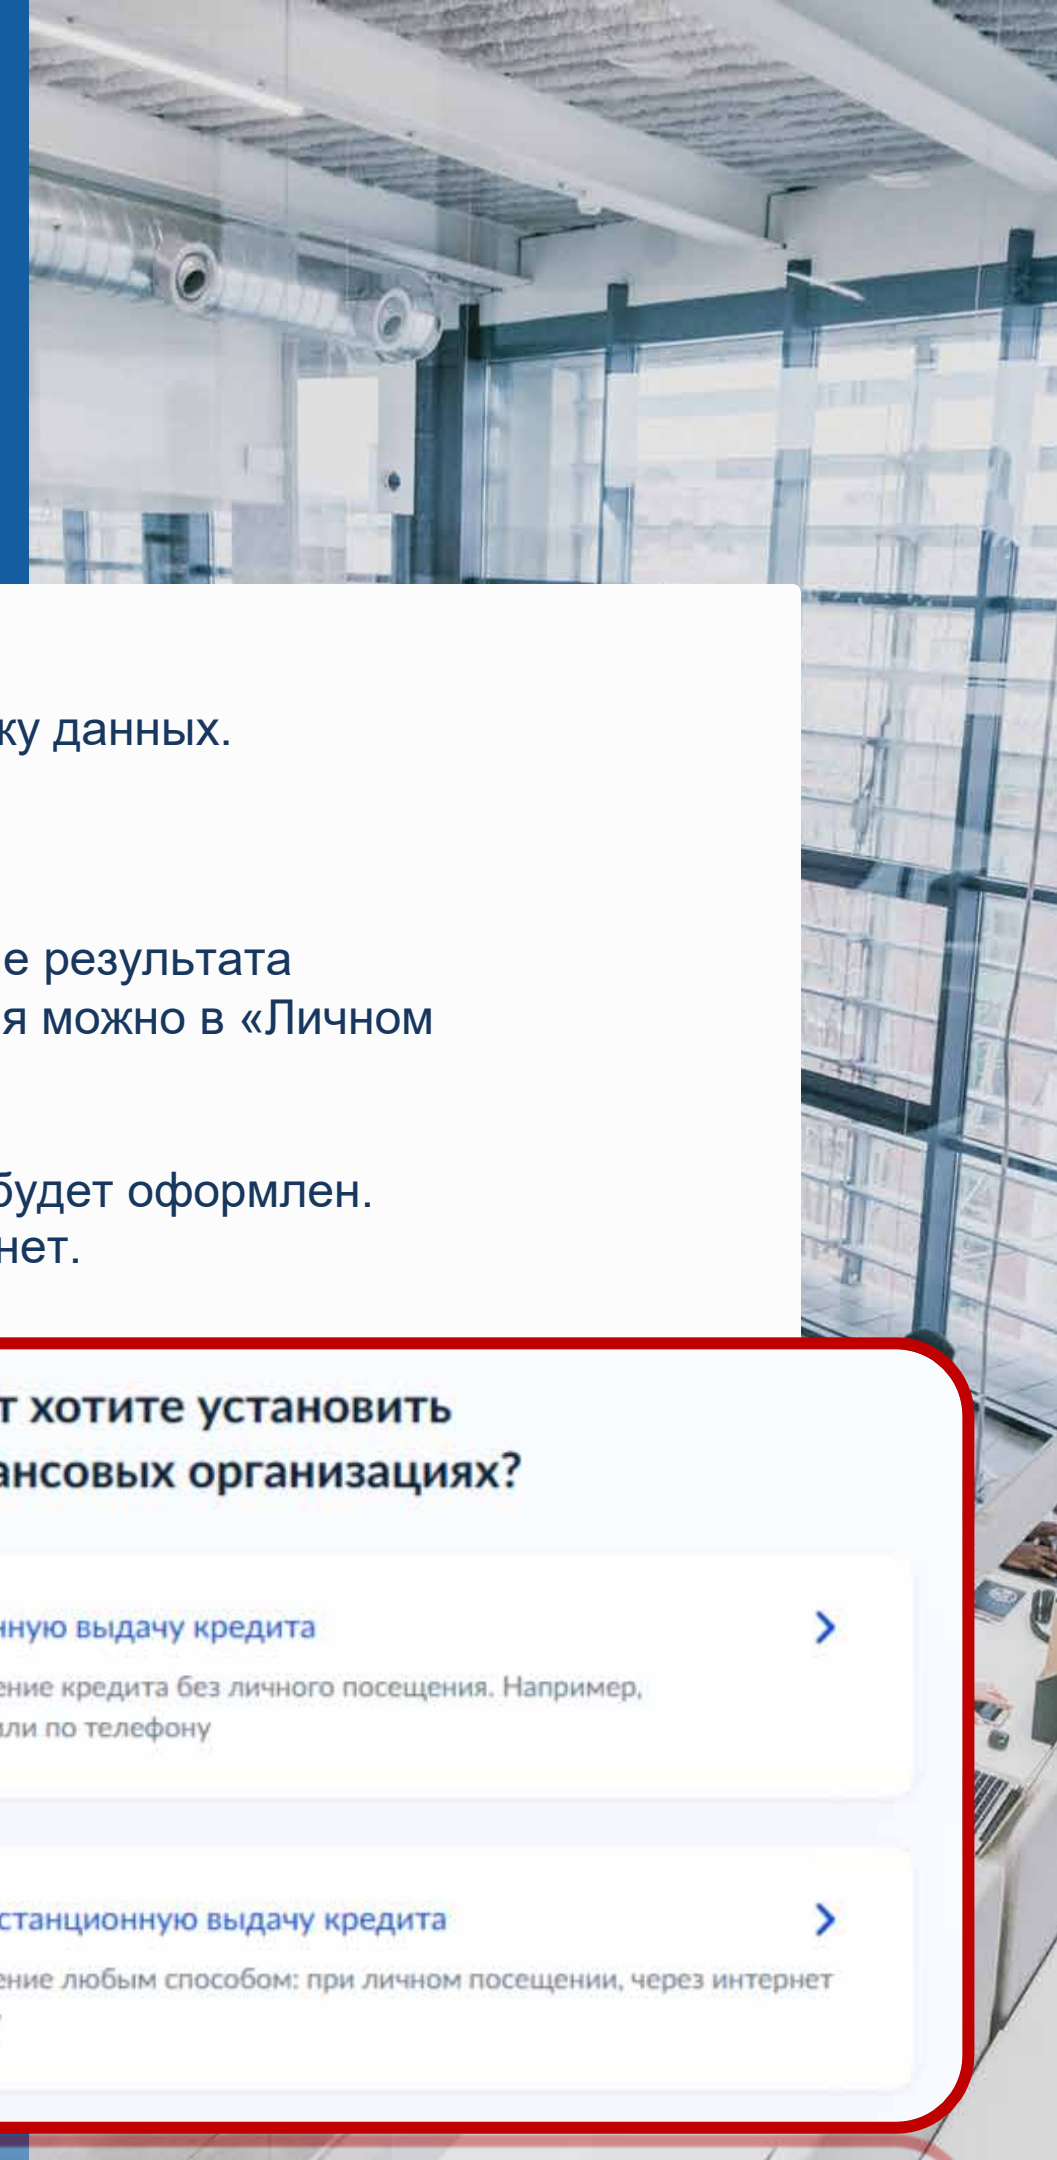 ку данных.
е результата
я можно в «Личном
будет оформлен.
нет.
т хотите установить
ансовых организациях?
нную выдачу кредита
ение кредита без личного посещения. Например,
или по телефону
станционную выдачу кредита
ение любым способом: при личном посещении, через интернет